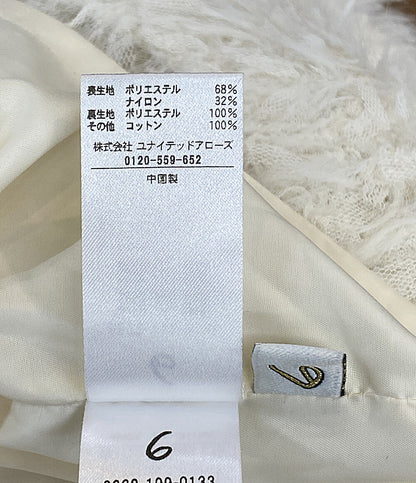 表生地 ポリエステル 68%
ナイロン 32%
裏生地 ポリエステル 100%
その他 コットン 100%
株式会社 ユナイテッドアローズ
0120-559-652
中国製
6